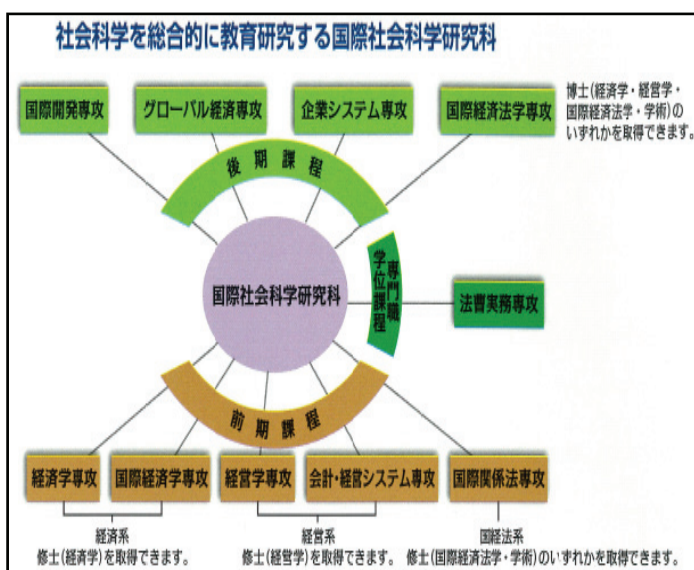 社会科学を総合的に教育研究する国際社会科学研究科
国際開発専攻
グローバル経済専攻
企業システム専攻
国際経済法学専攻
博士(経済学・経営学・
国際経済法学・学術)の
いずれかを取得できます。
後期課程
国際社会科学研究科
専門職
学位課程
法曹実務専攻
前期課程
経済学専攻
国際経済学専攻
経営学専攻
会計・経営システム専攻
国際関係法専攻
経済系
修士(経済学)を取得できます。
経営系
修士(経営学)を取得できます。
国経法系
修士(国際経済法学・学術)のいずれかを取得できます。